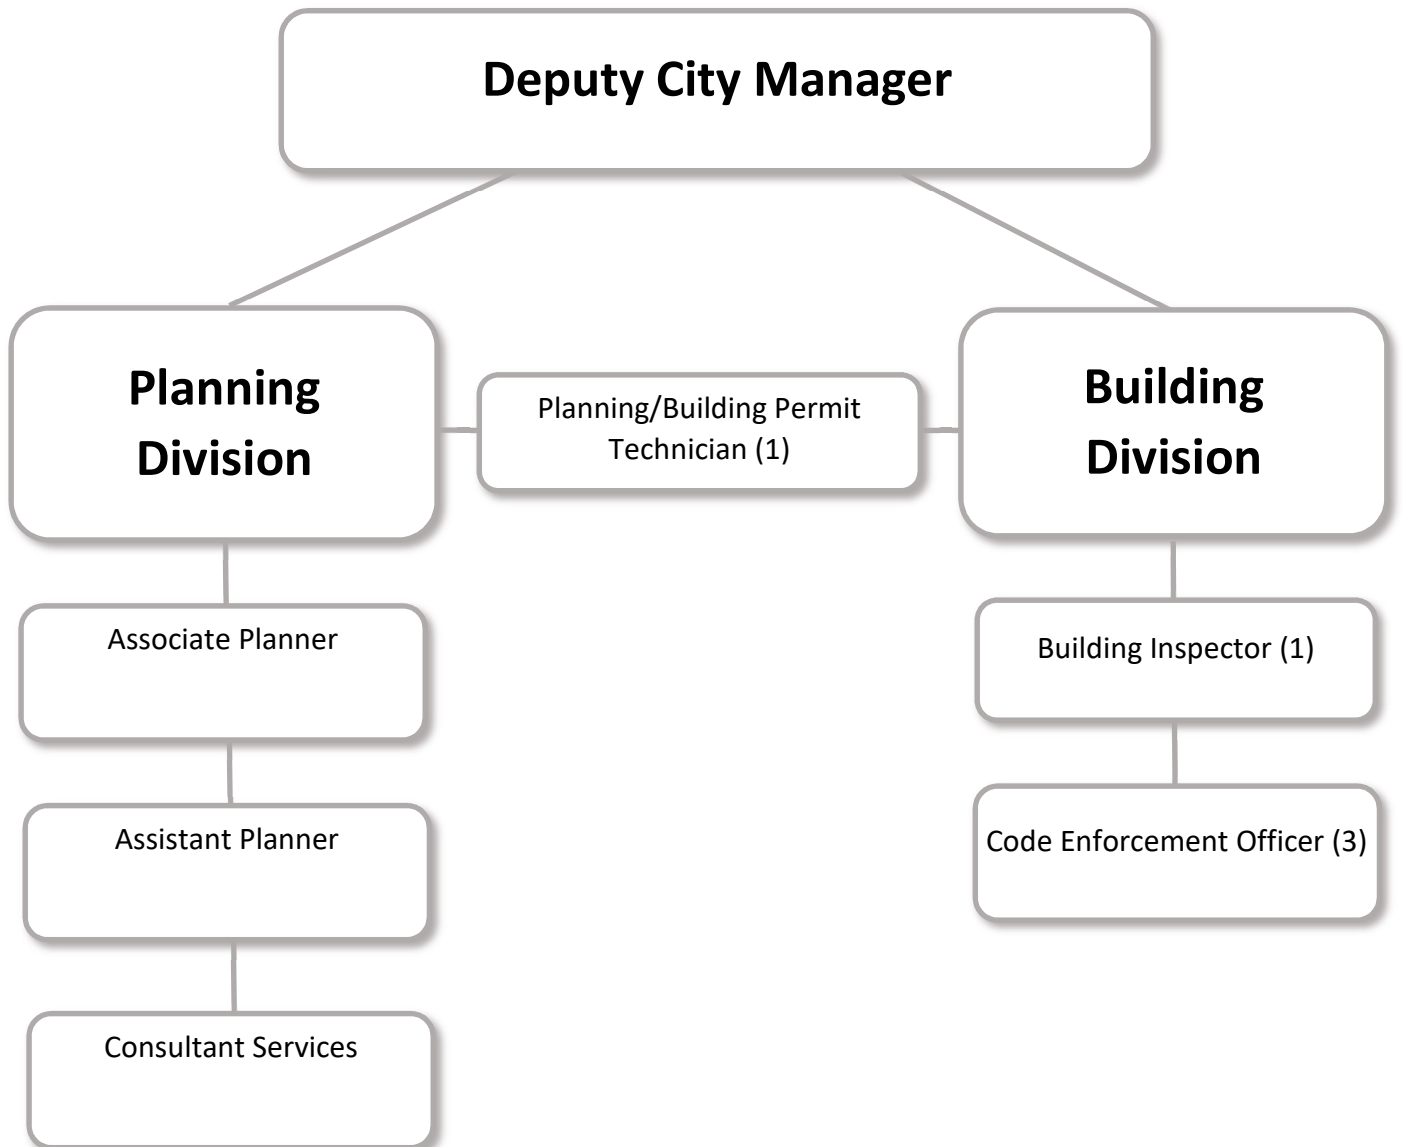 Deputy City Manager
Planning
Division
Planning/Building Permit
Technician (1)
Building
Division
Associate Planner
Building Inspector (1)
Assistant Planner
Code Enforcement Officer (3)
Consultant Services